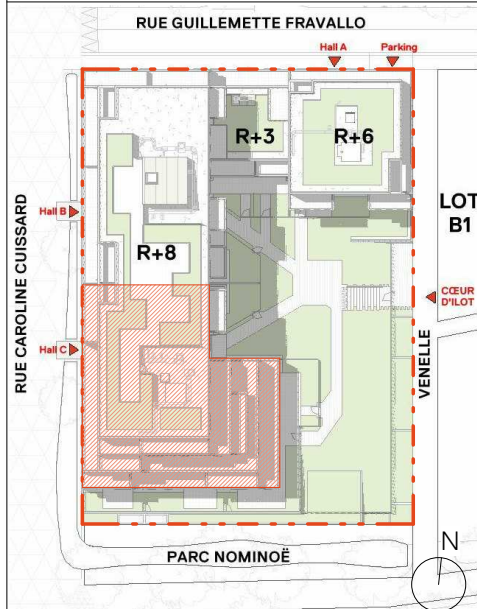 RUE GUILLEMETTE FRAVALLO
Hall A
Parking
R+3
R+6
LOT
B1
Hall B
R+8
RUE CAROLINE CUISSARD
CŒUR
D'ILOT
Hall C
VENELLE
PARC NOMINOË
N